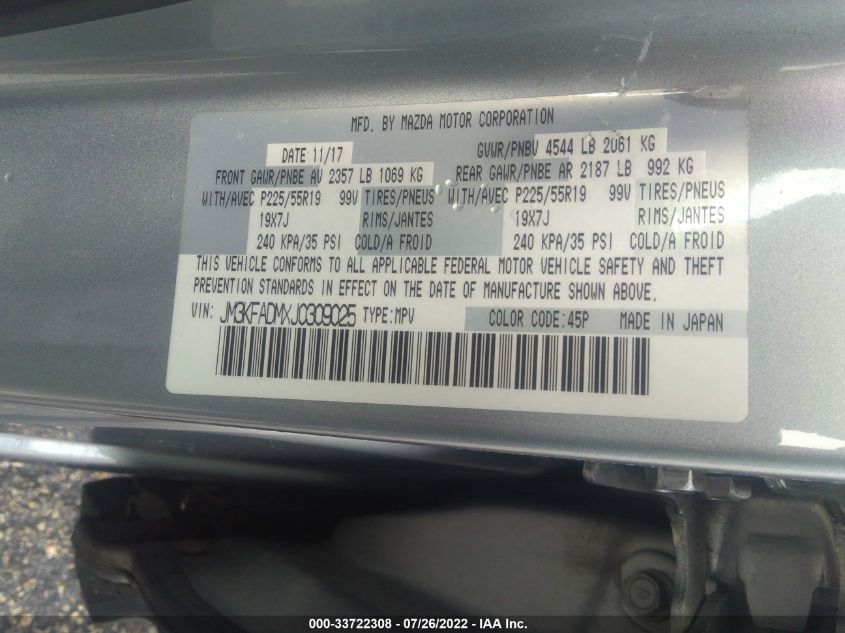 MFD. BY MAZDA MOTOR CORPORATION
DATE 11/17 GVWR/PNBV 4544 LB 2061 KG
FRONT GAWR/PNBE AV 2357 LB 1069 KG REAR GAWR/PNBE AR 2187 LB 992 KG
WITH/AVEC P225/55R19 99V TIRES/PNEUS WITH/AVEC P225/55R19 99V TIRES/PNEUS
19X7J RIMS/JANTES 19X7J RIMS/JANTES
240 KPA/35 PSI COLD/A FROID 240 KPA/35 PSI COLD/A FROID
THIS VEHICLE CONFORMS TO ALL APPLICABLE FEDERAL MOTOR VEHICLE SAFETY AND THEFT
PREVENTION STANDARDS IN EFFECT ON THE DATE OF MANUFACTURE SHOWN ABOVE.
VIN: JM3KFADMXJ0309025 TYPE:MPV COLOR CODE:45P MADE IN JAPAN
000-33722308 - 07/26/2022 - IAA Inc.